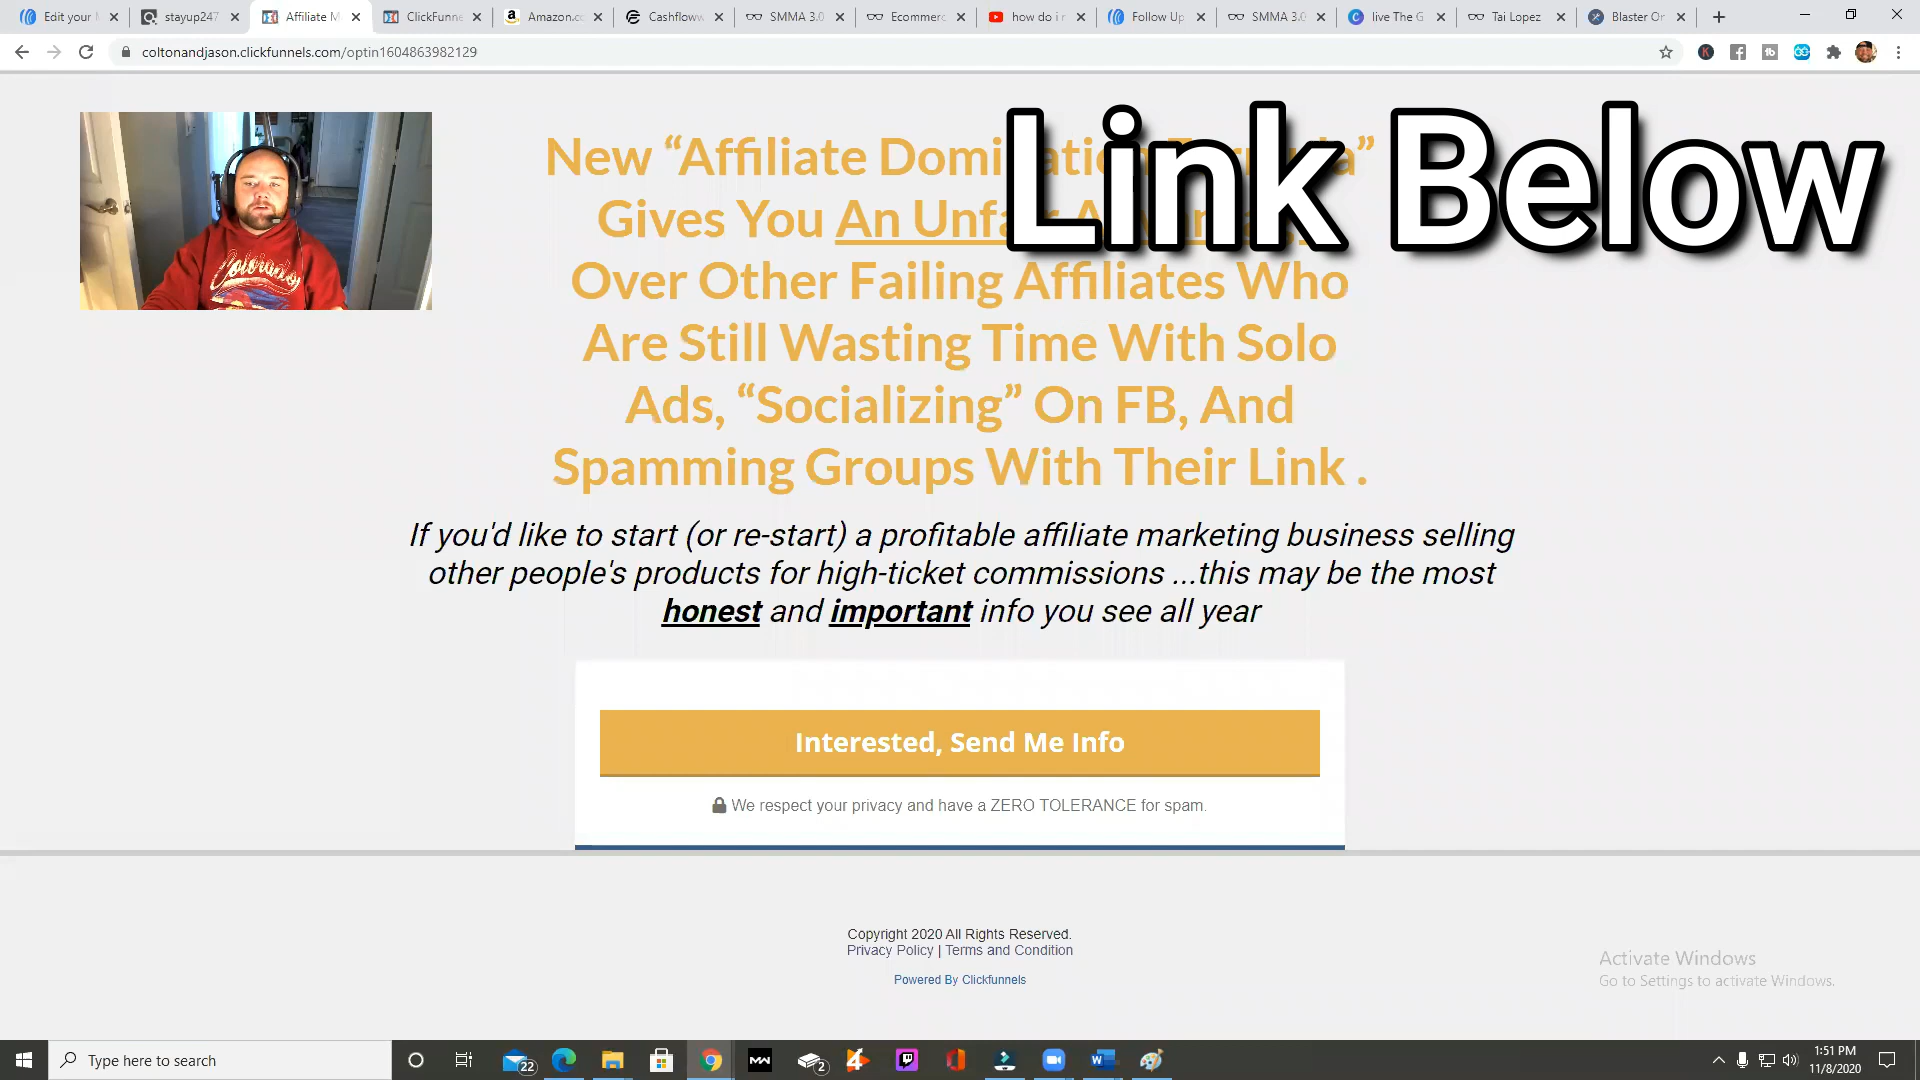 Edit your
stayup247
Affiliate M
ClickFunne
Amazon.co
Cashfloww
SMMA 3.0
Ecommerc
how do i r
Follow Up
SMMA 3.0
live The G
Tai Lopez
Blaster On
coltonandjason.clickfunnels.com/optin1604863982129
Link Below
New “Affiliate
Gives You An
Over Other Failing Affiliates Who
Are Still Wasting Time With Solo
Ads, “Socializing” On FB, And
Spamming Groups With Their Link .
Colorado
If you'd like to start (or re-start) a profitable affiliate marketing business selling
other people's products for high-ticket commissions ...this may be the most
honest and important info you see all year
Interested, Send Me Info
We respect your privacy and have a ZERO TOLERANCE for spam.
Copyright 2020 All Rights Reserved.
Privacy Policy | Terms and Condition
Powered By Clickfunnels
Activate Windows
Go to Settings to activate Windows.
Type here to search
22
MW
2
1:51 PM
11/8/2020